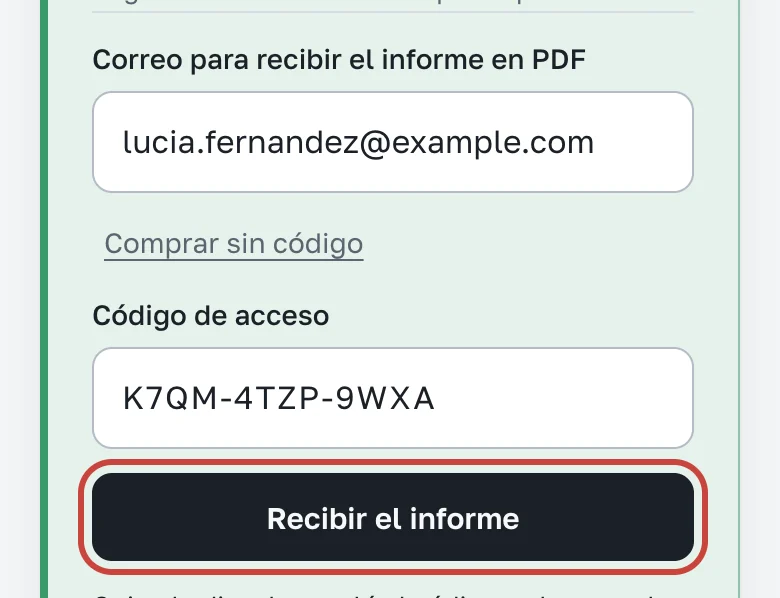 Correo para recibir el informe en PDF
lucia.fernandez@example.com
Comprar sin código
Código de acceso
K7QM-4TZP-9WXA
Recibir el informe